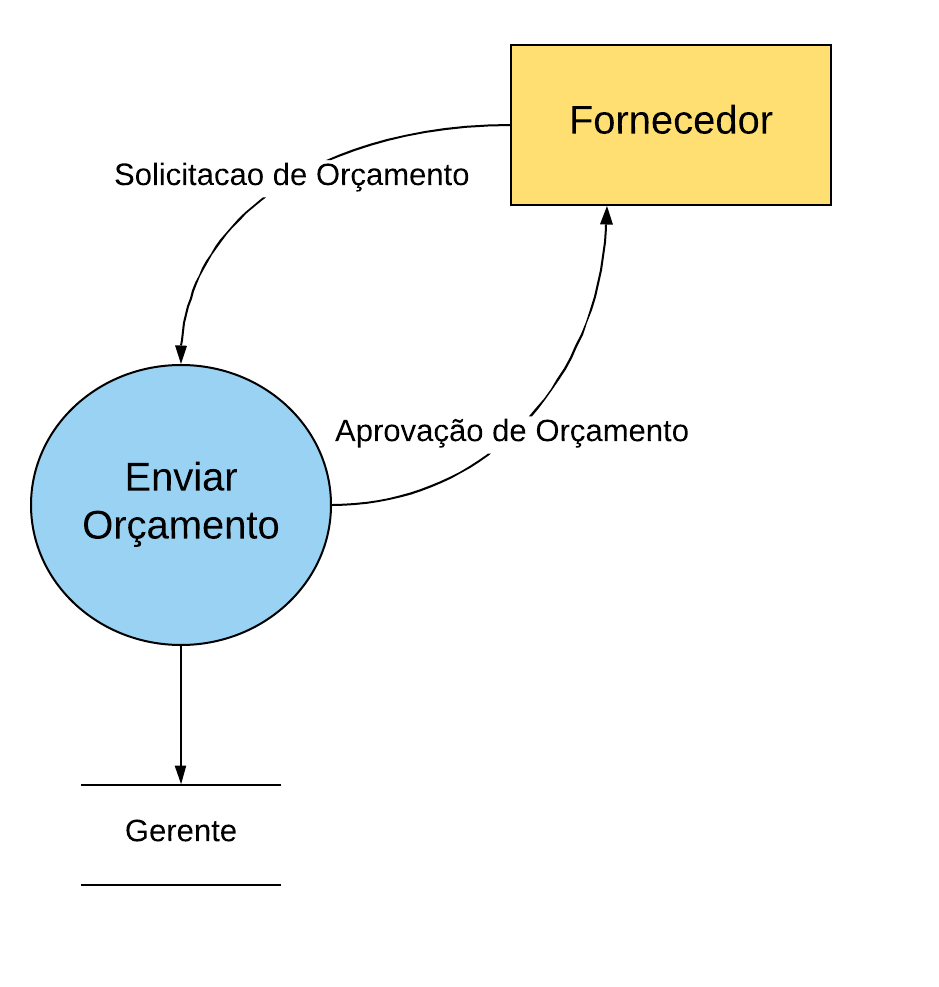 Fornecedor
Solicitacao de Orçamento
Aprovação de Orçamento
Enviar
Orçamento
Gerente